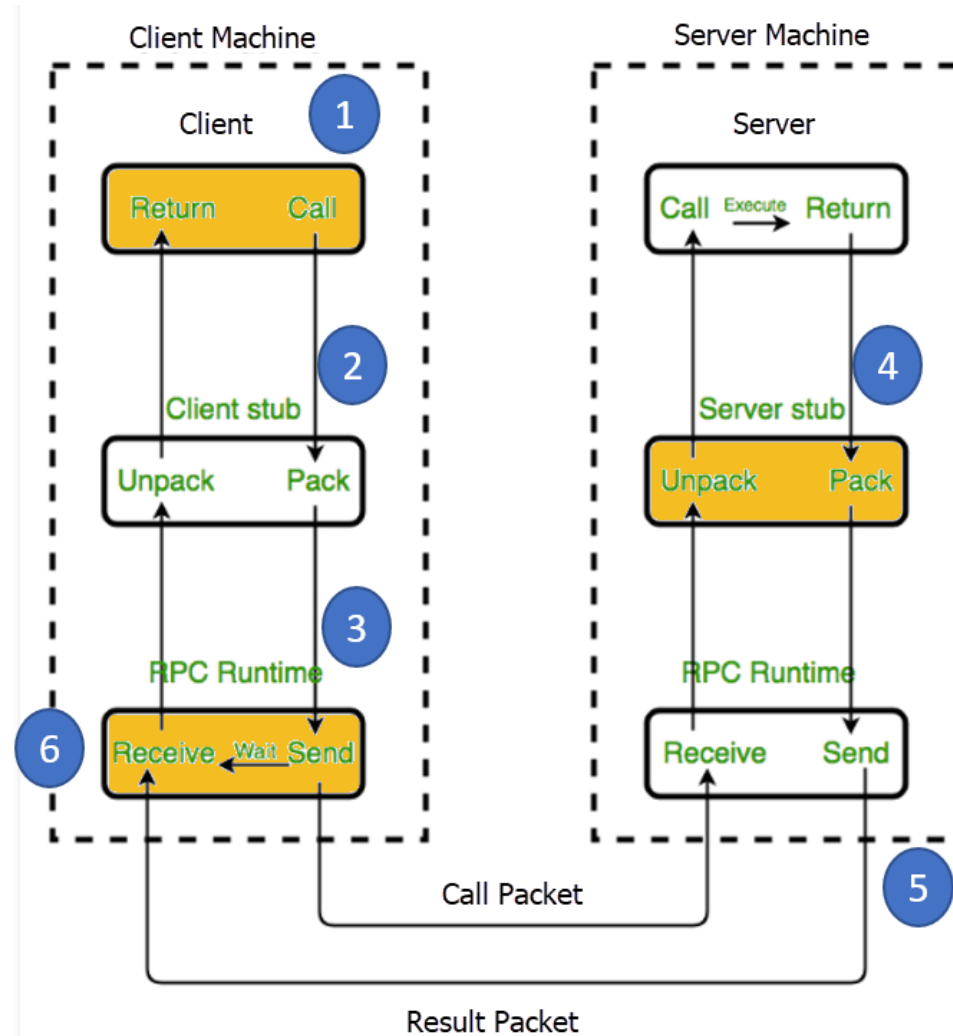 Client Machine
Server Machine
1
Client
Server
Return Call
Call Execute Return
2
4
Client stub
Server stub
Unpack Pack
Unpack Pack
3
RPC Runtime
RPC Runtime
6
Receive Wait Send
Receive Send
5
Call Packet
Result Packet